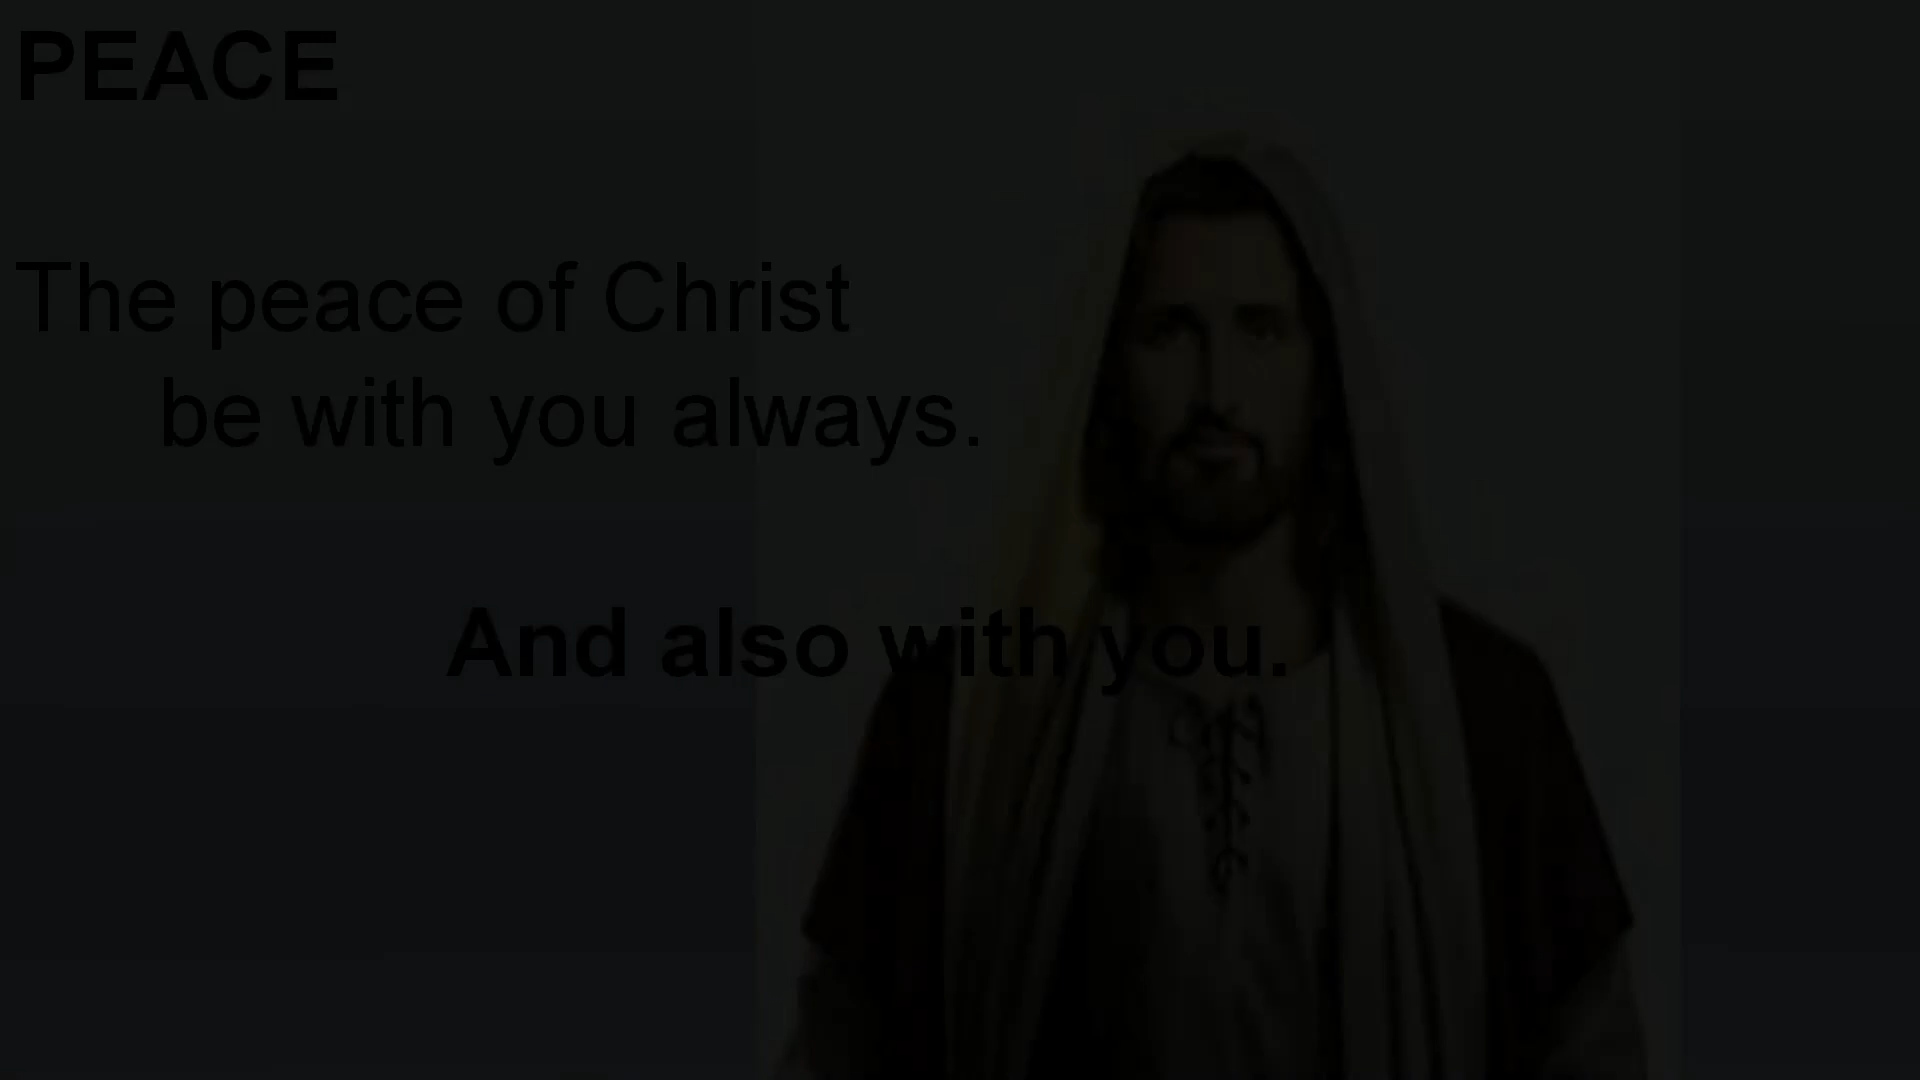 PEACE
The peace of Christ
be with you always.
And also with you.